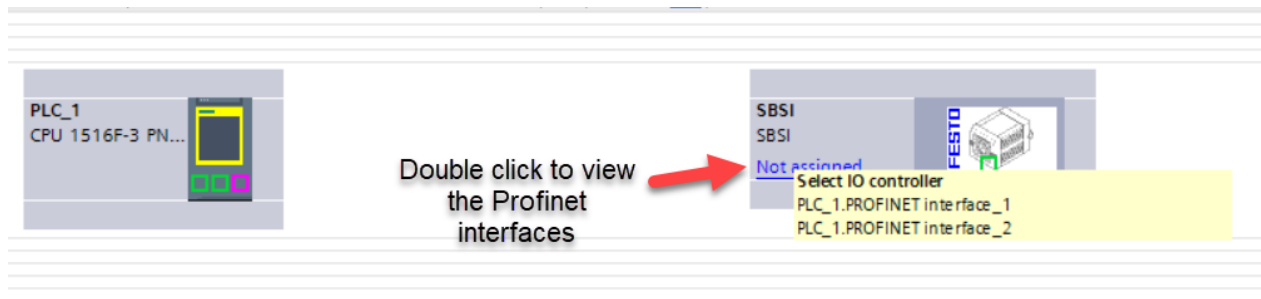 PLC_1
CPU 1516F-3 PN...
Double click to view
the Profinet
interfaces
SBSI
SBSI
Not assigned
FESTO
Select IO controller
PLC_1.PROFINET interface_1
PLC_1.PROFINET interface_2